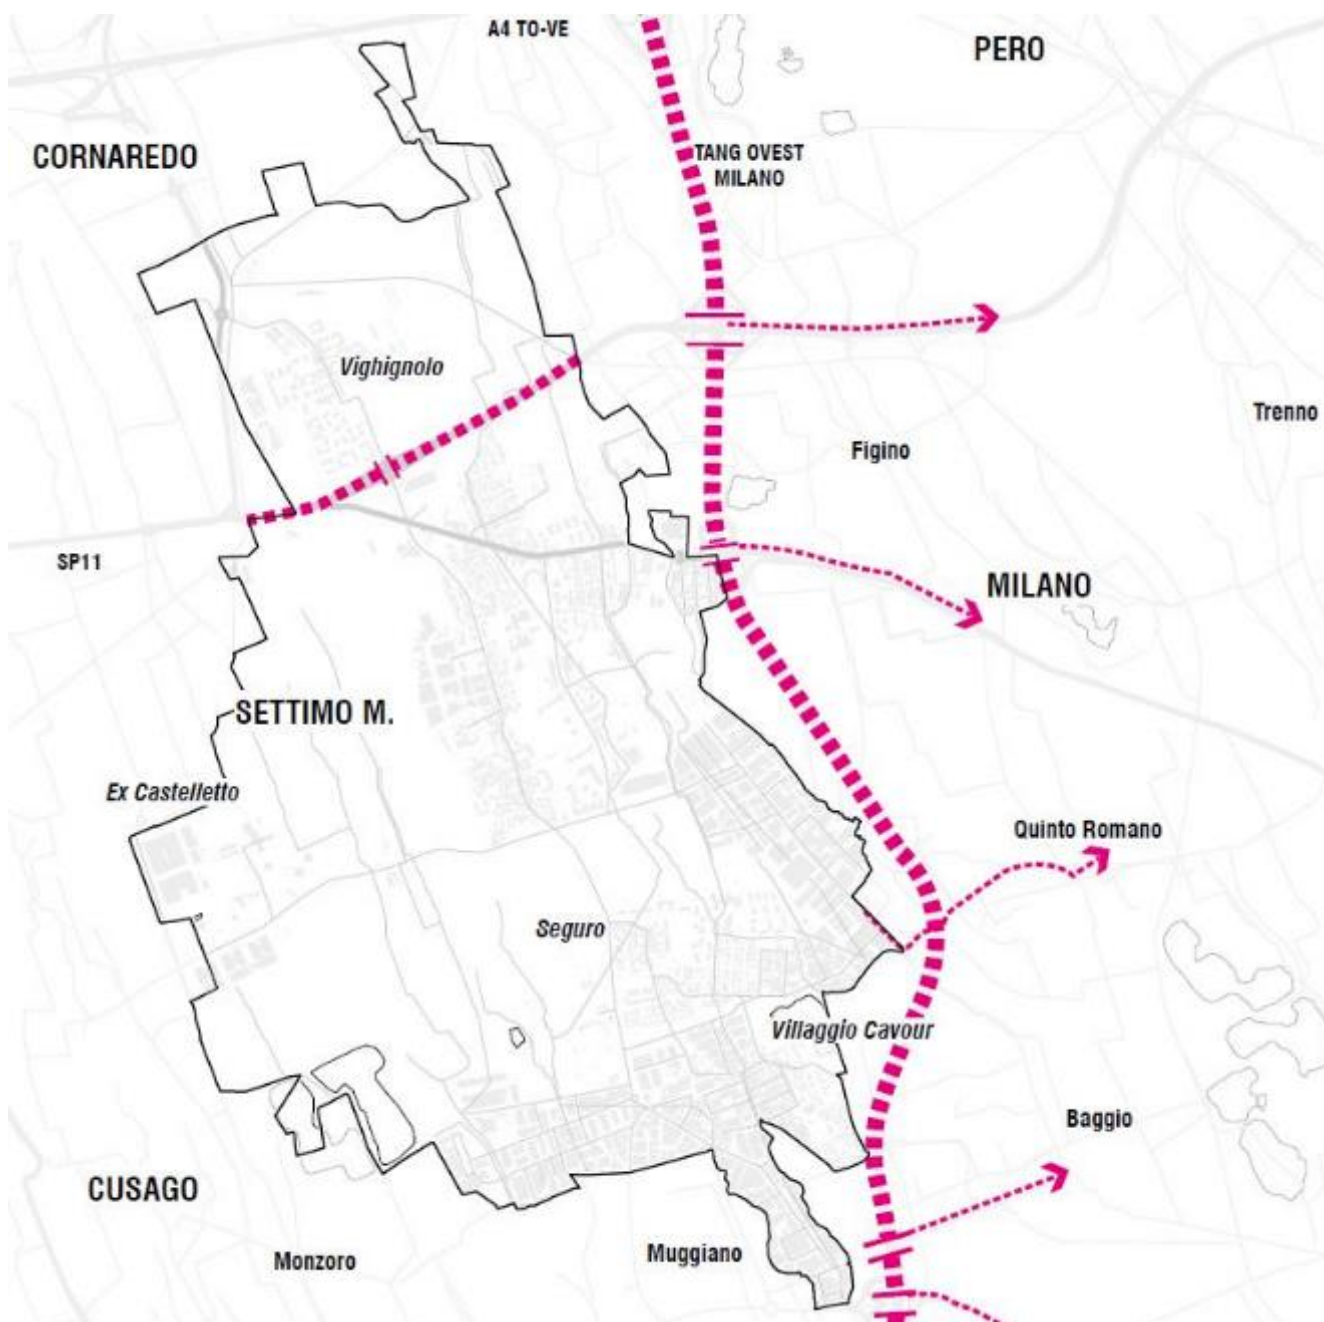 A4 TO-VE
PERO
CORNAREDO
TANG OVEST
MILANO
Vighignolo
Trenno
Figino
SP11
MILANO
SETTIMO M.
Ex Castelletto
Quinto Romano
Seguro
Villaggio Cavour
Baggio
CUSAGO
Monzoro
Muggiano